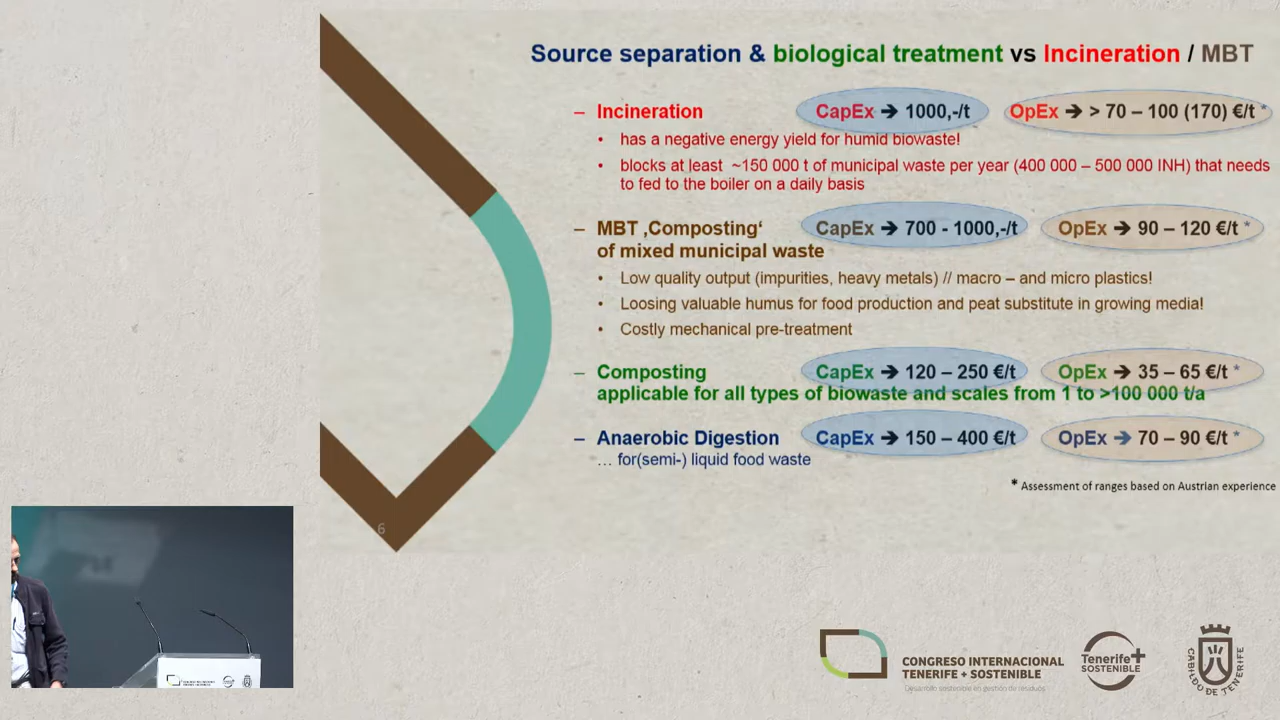 Source separation & biological treatment vs Incineration / MBT
– Incineration CapEx ➔ 1000,-/t OpEx ➔ > 70 – 100 (170) €/t *
• has a negative energy yield for humid biowaste!
• blocks at least ~150 000 t of municipal waste per year (400 000 – 500 000 INH) that needs
to fed to the boiler on a daily basis
– MBT ‚Composting‘ CapEx ➔ 700 - 1000,-/t OpEx ➔ 90 – 120 €/t *
of mixed municipal waste
• Low quality output (impurities, heavy metals) // macro – and micro plastics!
• Loosing valuable humus for food production and peat substitute in growing media!
• Costly mechanical pre-treatment
– Composting CapEx ➔ 120 – 250 €/t OpEx ➔ 35 – 65 €/t *
applicable for all types of biowaste and scales from 1 to >100 000 t/a
– Anaerobic Digestion CapEx ➔ 150 – 400 €/t OpEx ➔ 70 – 90 €/t *
... for(semi-) liquid food waste
* Assessment of ranges based on Austrian experience
6
CONGRESO INTERNACIONAL
TENERIFE + SOSTENIBLE
Desarrollo sostenible en gestión de residuos
Tenerife+
SOSTENIBLE
CABILDO DE TENERIFE